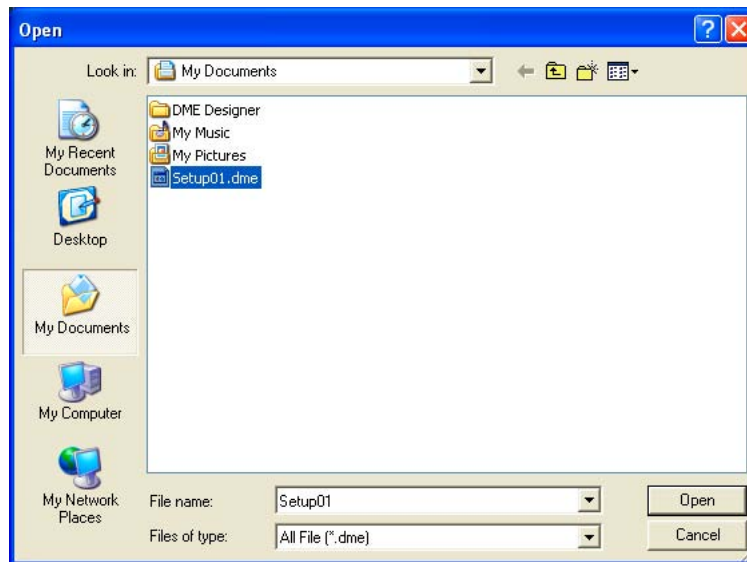 Open
Look in: My Documents
DME Designer
My Music
My Pictures
Setup01.dme
My Recent
Documents
Desktop
My Documents
My Computer
My Network
Places
File name: Setup01 Open
Files of type: All File (*.dme) Cancel